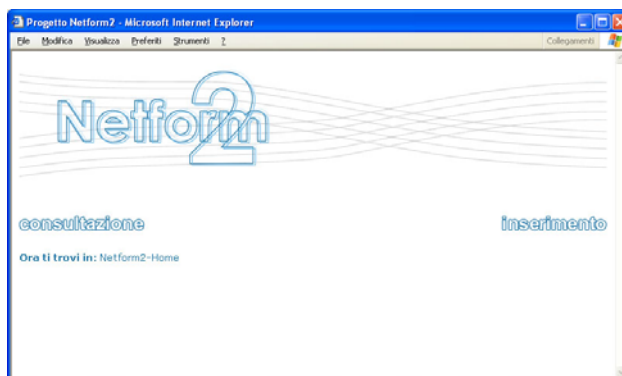 Progetto Netform2 - Microsoft Internet Explorer
File Modifica Visualizza Preferiti Strumenti ? Collegamenti
Netform2
consultazione inserimento
Ora ti trovi in: Netform2-Home